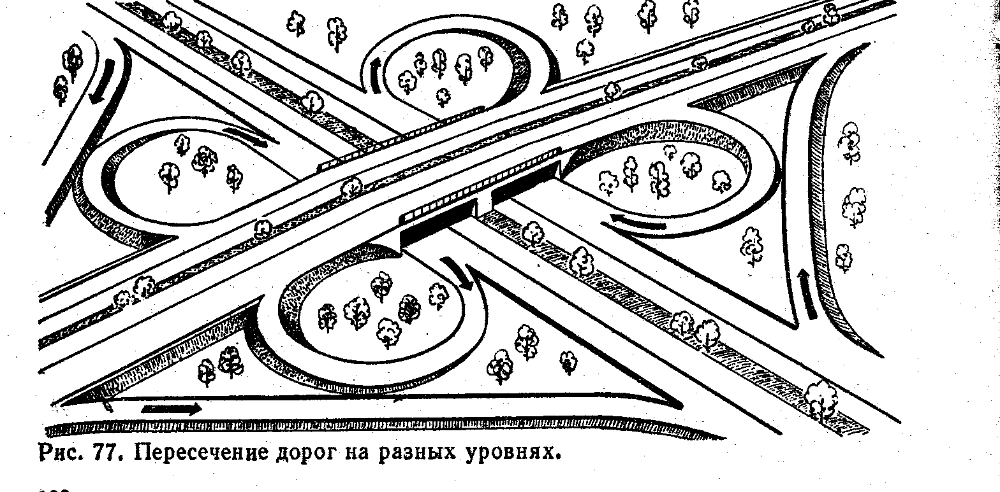 Рис. 77. Пересечение дорог на разных уровнях.